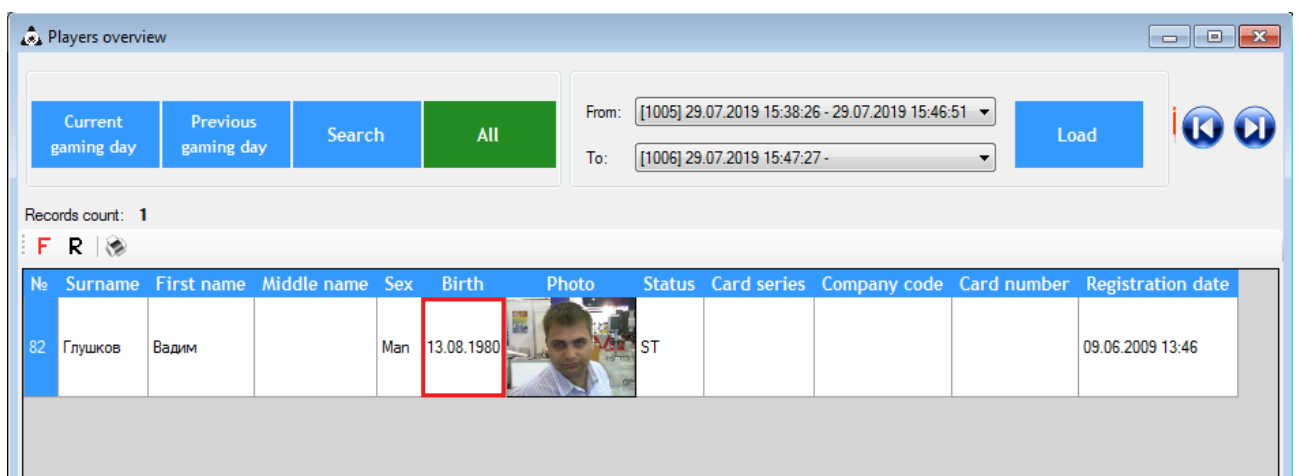 Players overview
Current gaming day
Previous gaming day
Search
All
From: [1005] 29.07.2019 15:38:26 - 29.07.2019 15:46:51
To: [1006] 29.07.2019 15:47:27 -
Load
Records count: 1
F R
№ Surname First name Middle name Sex Birth Photo Status Card series Company code Card number Registration date
82 Глушков Вадим Man 13.08.1980 ST 09.06.2009 13:46